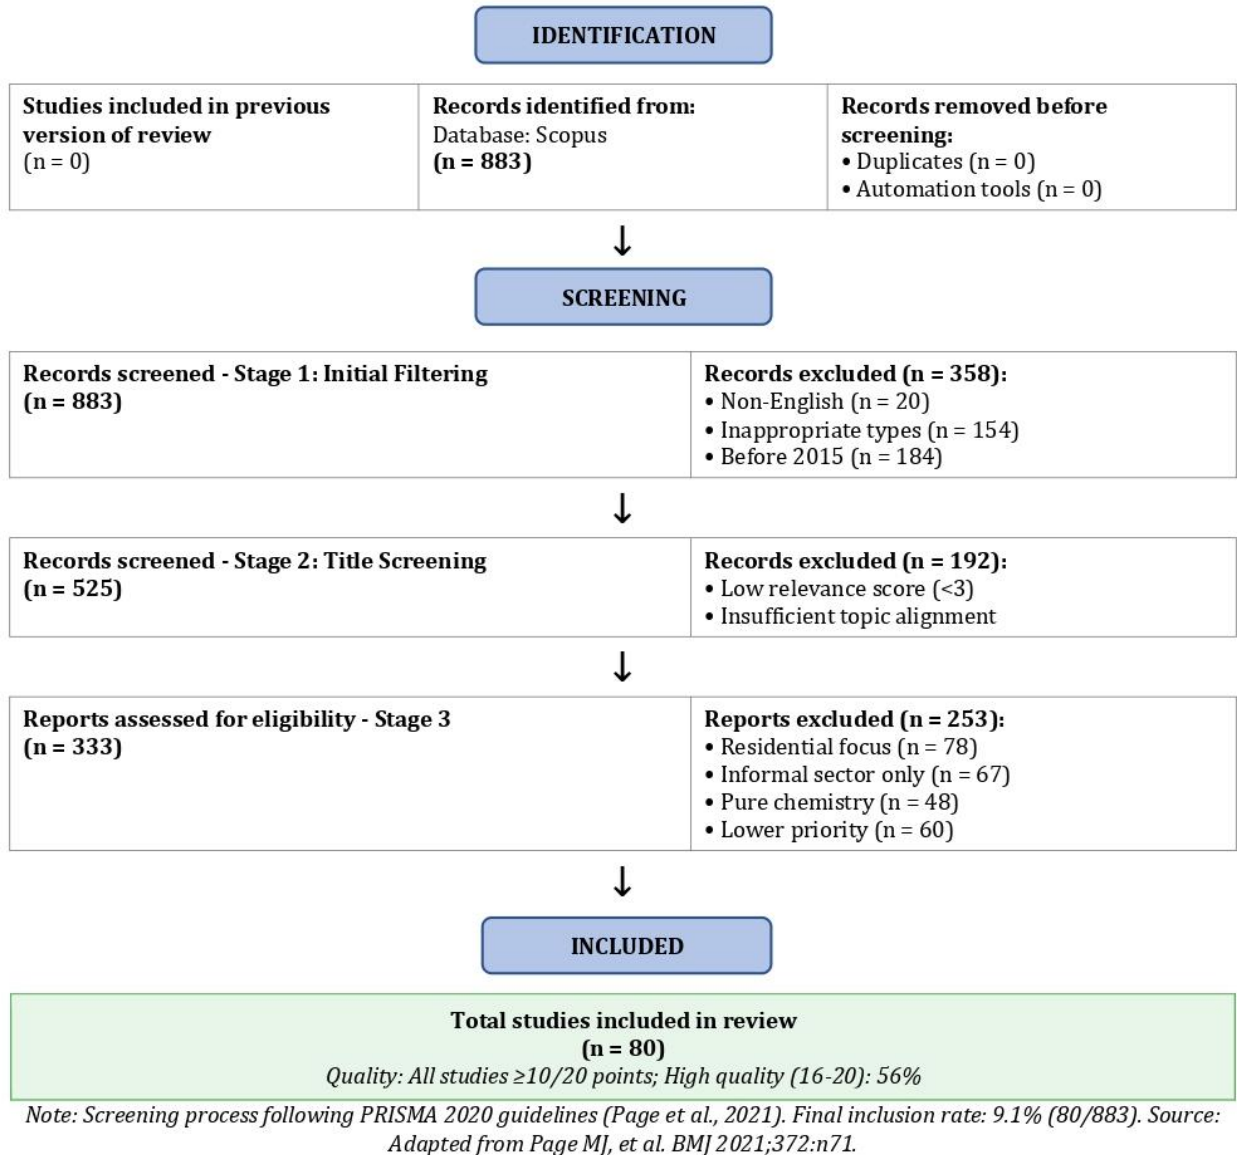 IDENTIFICATION
Studies included in previous
version of review
(n = 0)
Records identified from:
Database: Scopus
(n = 883)
Records removed before
screening:
• Duplicates (n = 0)
• Automation tools (n = 0)
↓
SCREENING
Records screened - Stage 1: Initial Filtering
(n = 883)
Records excluded (n = 358):
• Non-English (n = 20)
• Inappropriate types (n = 154)
• Before 2015 (n = 184)
↓
Records screened - Stage 2: Title Screening
(n = 525)
Records excluded (n = 192):
• Low relevance score (<3)
• Insufficient topic alignment
↓
Reports assessed for eligibility - Stage 3
(n = 333)
Reports excluded (n = 253):
• Residential focus (n = 78)
• Informal sector only (n = 67)
• Pure chemistry (n = 48)
• Lower priority (n = 60)
↓
INCLUDED
Total studies included in review
(n = 80)
Quality: All studies ≥10/20 points; High quality (16-20): 56%
Note: Screening process following PRISMA 2020 guidelines (Page et al., 2021). Final inclusion rate: 9.1% (80/883). Source:
Adapted from Page MJ, et al. BMJ 2021;372:n71.